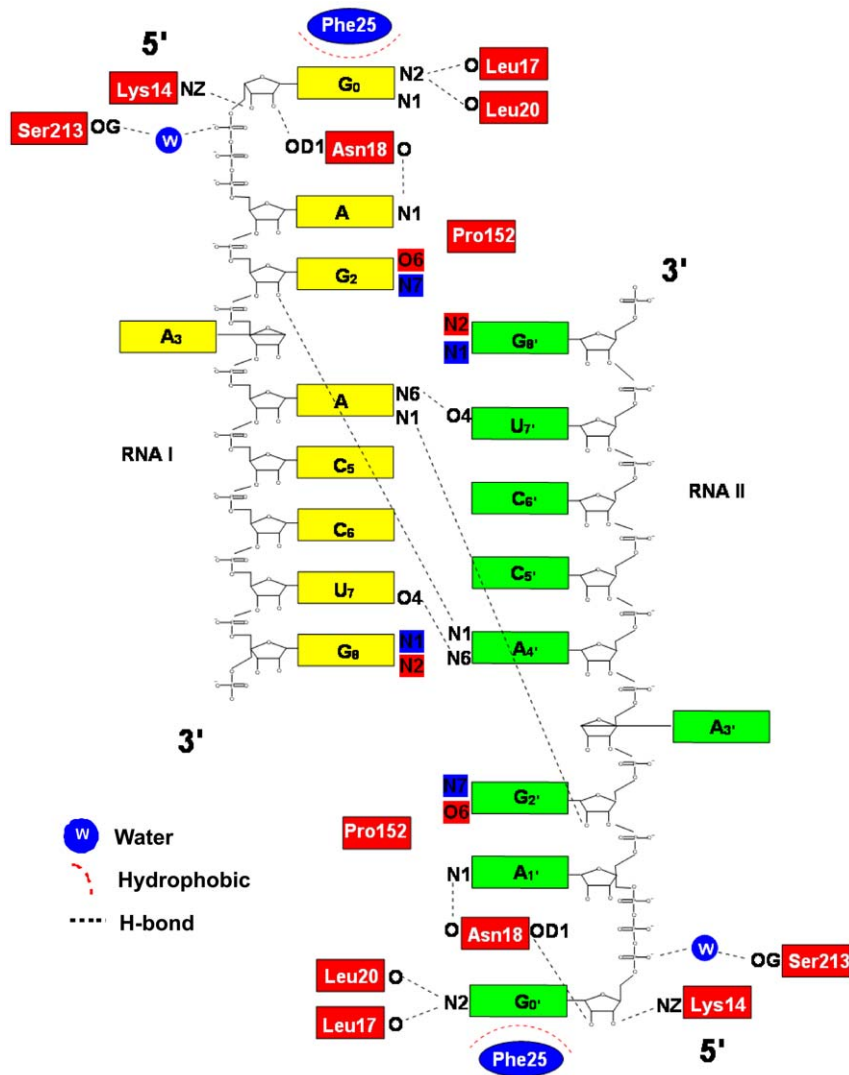 Phe25
5'
Lys14 NZ
G0
N2
N1
O Leu17
O Leu20
Ser213 OG
W
OD1 Asn18 O
A
N1
Pro152
G2
O6
N7
3'
A3
N2
N1
G8'
A
N6
N1
O4
U7'
RNA I
C5
C6'
RNA II
C6
C5'
U7
O4
N1
N6
A4'
G8
N1
N2
3'
A3'
N7
O6
G2'
Pro152
W Water
N1
A1'
Hydrophobic
H-bond
O Asn18 OD1
W
OG Ser213
Leu20 O
N2
G0'
NZ Lys14
Leu17 O
Phe25
5'